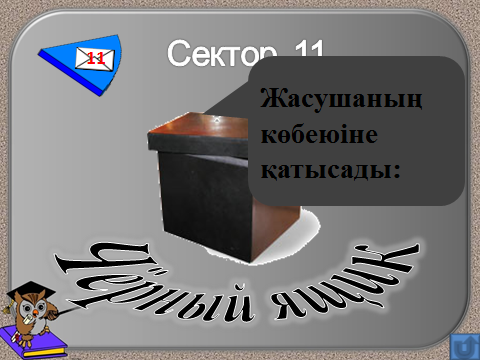 11
Сектор 11
Жасушаның
көбеюіне
қатысады:
Чёрный ящик